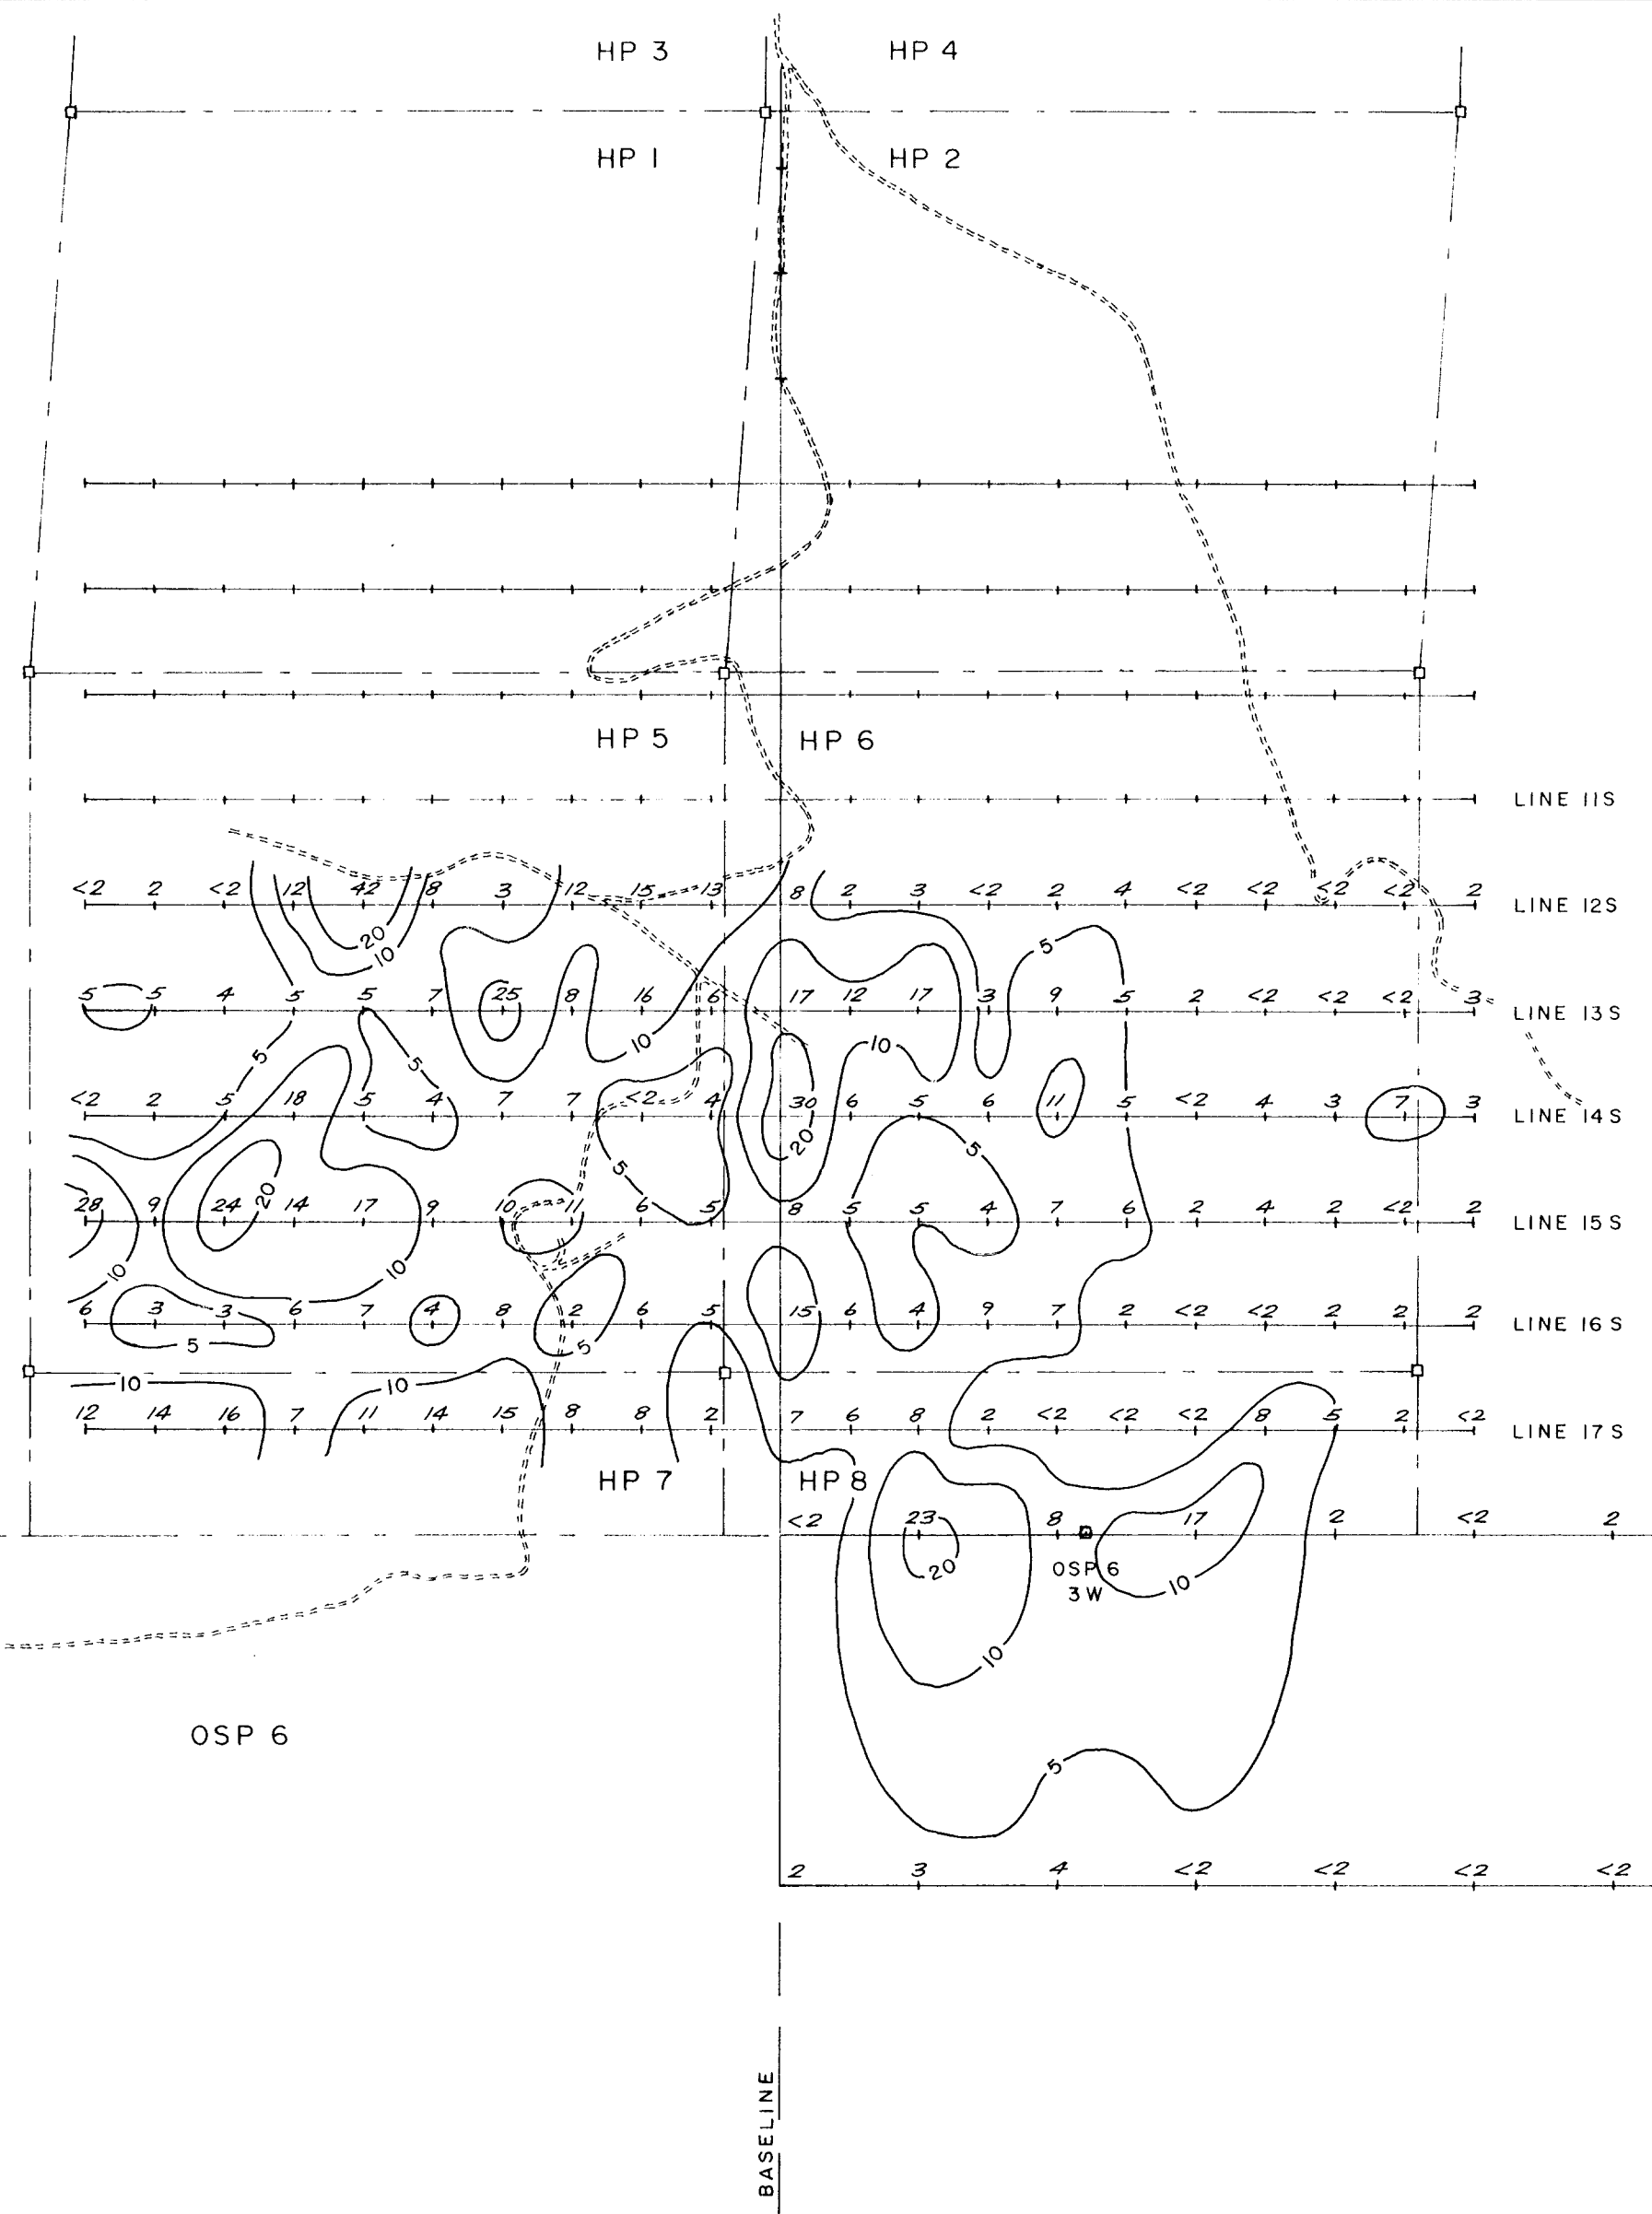 HP 3 HP 4
HP 1 HP 2
HP 5 HP 6
LINE 11S
<2 2 <2 12 42 8 3 12 15 13 8 2 3 <2 2 4 <2 <2 <2 <2 2 LINE 12S
20
10
5
5 5 4 5 5 7 25 8 16 6 17 12 17 3 9 5 2 <2 <2 <2 3 LINE 13S
10 10
5 5
<2 2 5 18 5 4 7 7 <2 4 30 6 5 6 11 5 <2 4 3 7 3 LINE 14S
20 5
5
20
28 9 24 14 17 9 10 11 6 5 8 5 5 4 7 6 2 4 2 <2 2 LINE 15S
10 10
6 3 3 6 7 4 8 2 6 5 15 6 4 9 7 2 <2 <2 2 2 2 LINE 16S
5 5
10 10
12 14 16 7 11 14 15 8 8 2 7 6 8 2 <2 <2 <2 8 5 2 <2 LINE 17S
HP 7 HP 8
<2 23 8 17 2 <2 2
20 OSP 6 10
3W
10
OSP 6
5
2 3 4 <2 <2 <2 <2
BASELINE